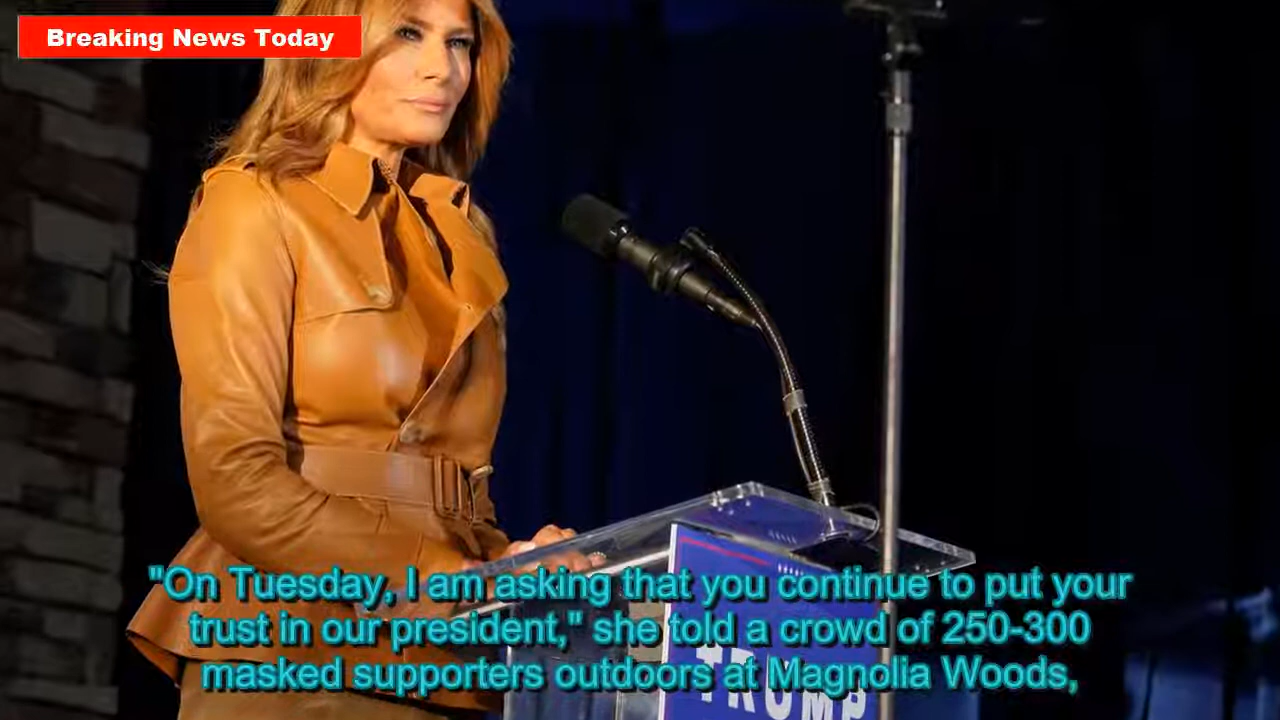 Breaking News Today
"On Tuesday, I am asking that you continue to put your
trust in our president," she told a crowd of 250-300
masked supporters outdoors at Magnolia Woods,
TRUMP